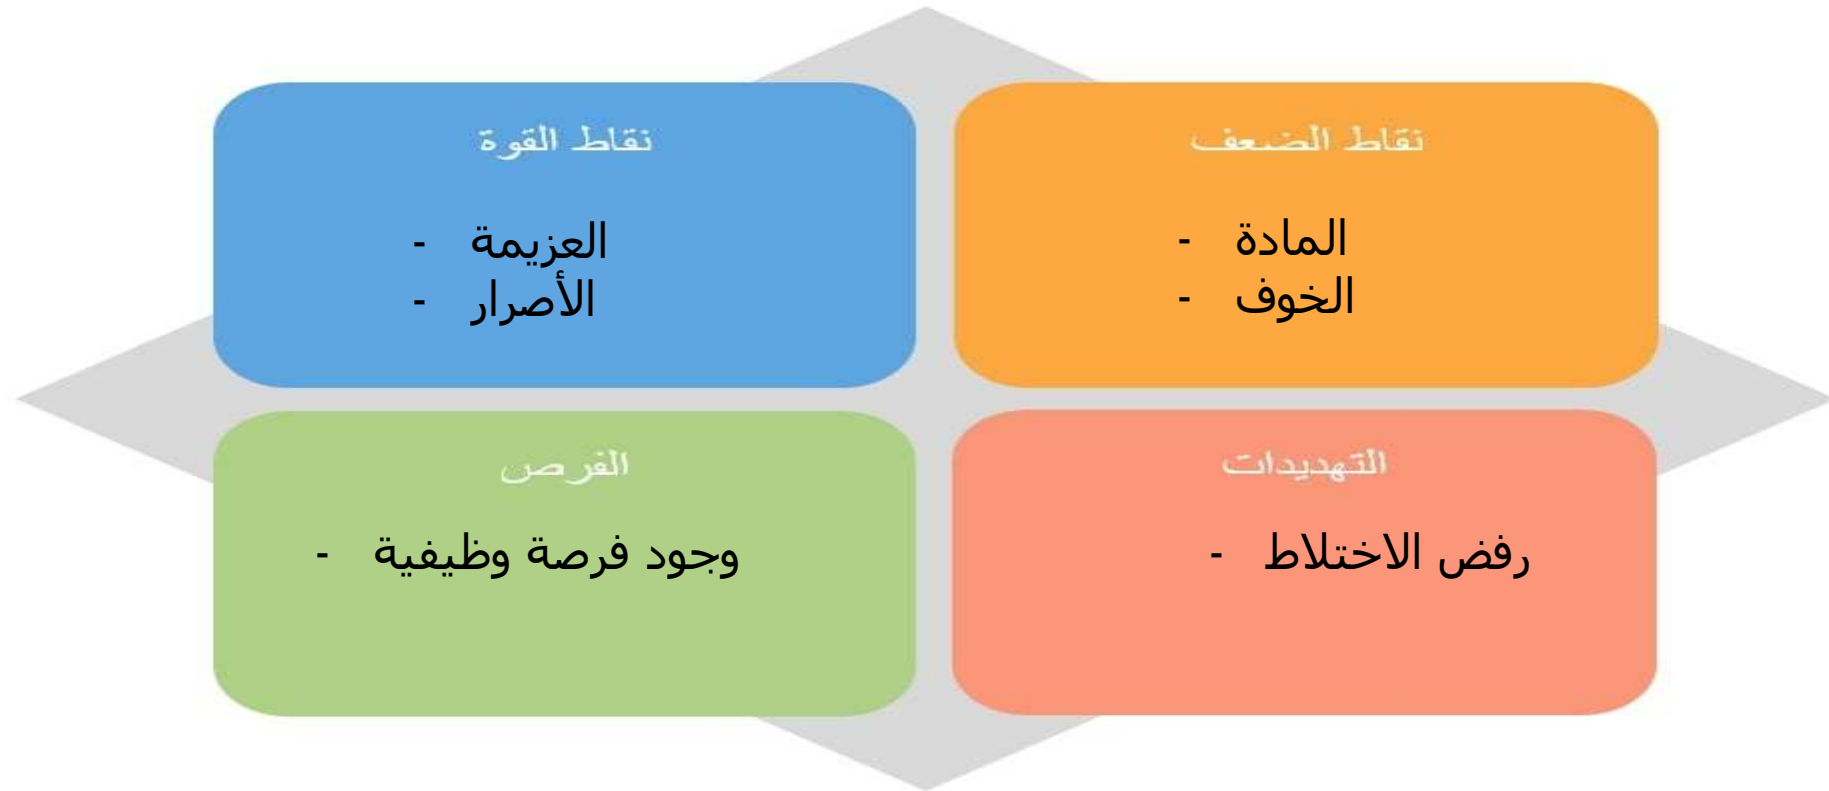 نقاط القوة
- العزيمة
- الأصرار
نقاط الضعف
- المادة
- الخوف
الفرص
- وجود فرصة وظيفية
التهديدات
- رفض الاختلاط